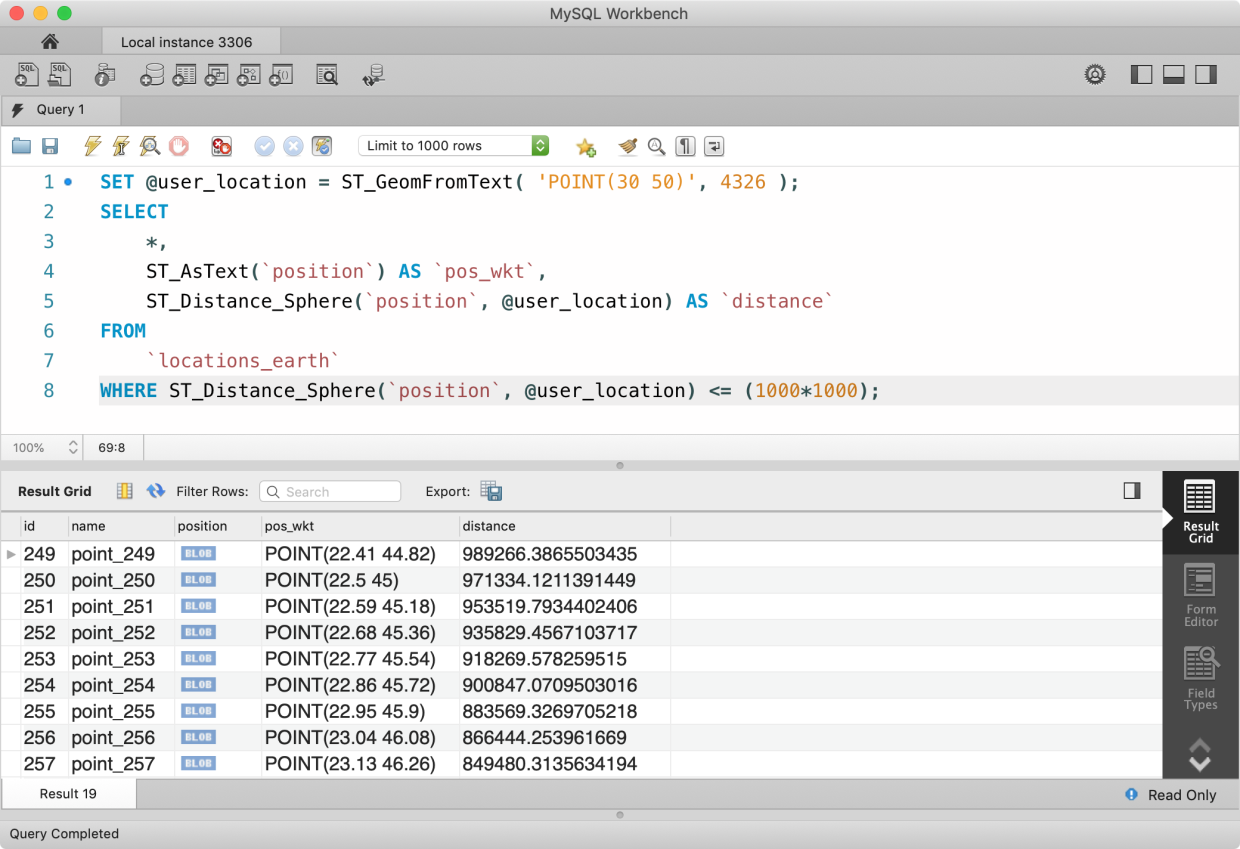 MySQL Workbench
Local instance 3306
SQL SQL
Query 1
Limit to 1000 rows
1 SET @user_location = ST_GeomFromText( 'POINT(30 50)', 4326 );
2 SELECT
3 *,
4 ST_AsText(`position`) AS `pos_wkt`,
5 ST_Distance_Sphere(`position`, @user_location) AS `distance`
6 FROM
7 `locations_earth`
8 WHERE ST_Distance_Sphere(`position`, @user_location) <= (1000*1000);
100% 69:8
Result Grid Filter Rows: Search Export:
id name position pos_wkt distance
249 point_249 BLOB POINT(22.41 44.82) 989266.3865503435
250 point_250 BLOB POINT(22.5 45) 971334.1211391449
251 point_251 BLOB POINT(22.59 45.18) 953519.7934402406
252 point_252 BLOB POINT(22.68 45.36) 935829.4567103717
253 point_253 BLOB POINT(22.77 45.54) 918269.578259515
254 point_254 BLOB POINT(22.86 45.72) 900847.0709503016
255 point_255 BLOB POINT(22.95 45.9) 883569.3269705218
256 point_256 BLOB POINT(23.04 46.08) 866444.253961669
257 point_257 BLOB POINT(23.13 46.26) 849480.3135634194
Result
Grid
Form
Editor
Field
Types
Result 19 Read Only
Query Completed